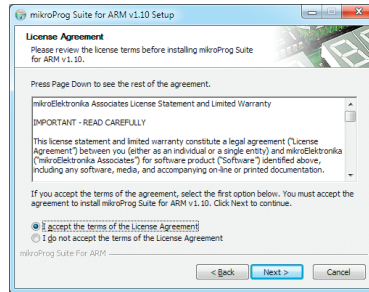 mikroProg Suite for ARM v1.10 Setup
License Agreement
Please review the license terms before installing mikroProg Suite
for ARM v1.10.
Press Page Down to see the rest of the agreement.
mikroElektronika Associates License Statement and Limited Warranty
IMPORTANT - READ CAREFULLY
This license statement and limited warranty constitute a legal agreement ("License
Agreement") between you (either as an individual or a single entity) and mikroElektronika
("mikroElektronika Associates") for software product ("Software") identified above,
including any software, media, and accompanying on-line or printed documentation.
If you accept the terms of the agreement, select the first option below. You must accept the
agreement to install mikroProg Suite for ARM v1.10. Click Next to continue.
I accept the terms of the License Agreement
I do not accept the terms of the License Agreement
mikroProg Suite For ARM
< Back Next > Cancel